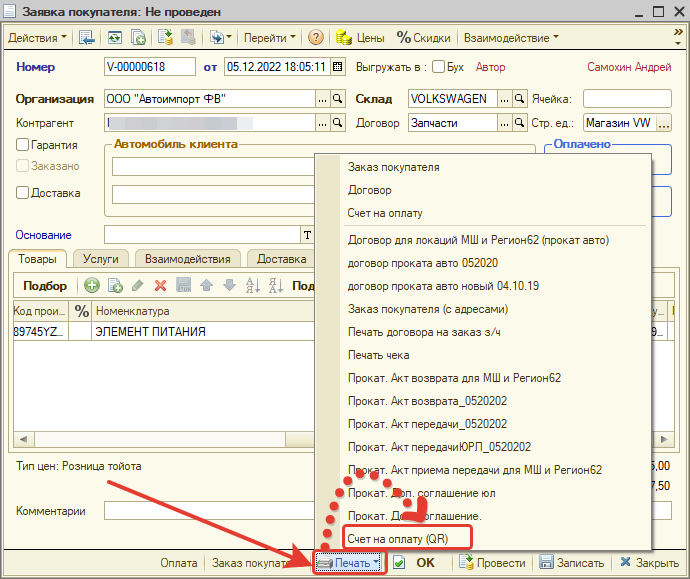 Заявка покупателя: Не проведен
Действия Перейти ? Цены % Скидки Взаимодействие »
Номер V-00000618 от 05.12.2022 18:05:11 Выгружать в : Бух Автор Самохин Андрей
Организация ООО "Автоимпорт ФВ" ... Склад VOLKSWAGEN ... Ячейка:
Контрагент ... Договор Запчасти ... Стр. ед.: Магазин VW ...
Гарантия Автомобиль клиента Оплачено
Заказано
Доставка
Основание T
Товары Услуги Взаимодействия Доставка
Подбор
Код прои... % Номенклатура
89745YZ... ЭЛЕМЕНТ ПИТАНИЯ
Заказ покупателя
Договор
Счет на оплату
Договор для локаций МШ и Регион62 (прокат авто)
договор проката авто 052020
договор проката авто новый 04.10.19
Заказ покупателя (с адресами)
Печать договора на заказ з/ч
Печать чека
Прокат. Акт возврата для МШ и Регион62
Прокат. Акт возврата_0520202
Прокат. Акт передачи_0520202
Прокат. Акт передачиЮРЛ_0520202
Прокат. Акт приема передачи для МШ и Регион62
Прокат. Доп. соглашение юл
Прокат. Доп. соглашение.
Счет на оплату (QR)
Тип цен: Розница тойота
Комментарии
Оплата Заказ покупате Печать OK Провести Записать Закрыть